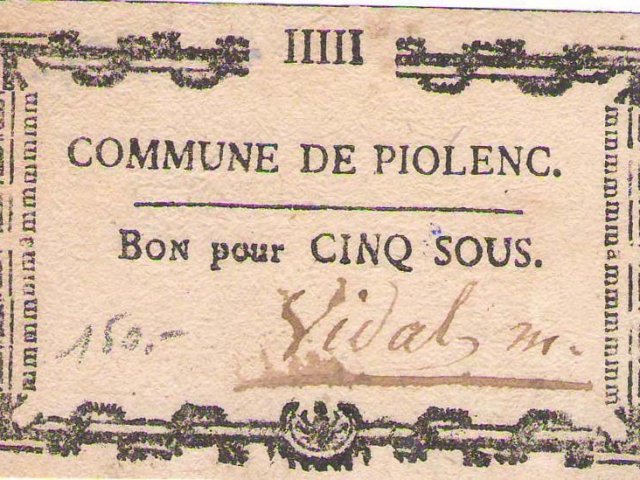 IIIII
COMMUNE DE PIOLENC.
BON pour CINQ SOUS.
Vidal m.
150.-